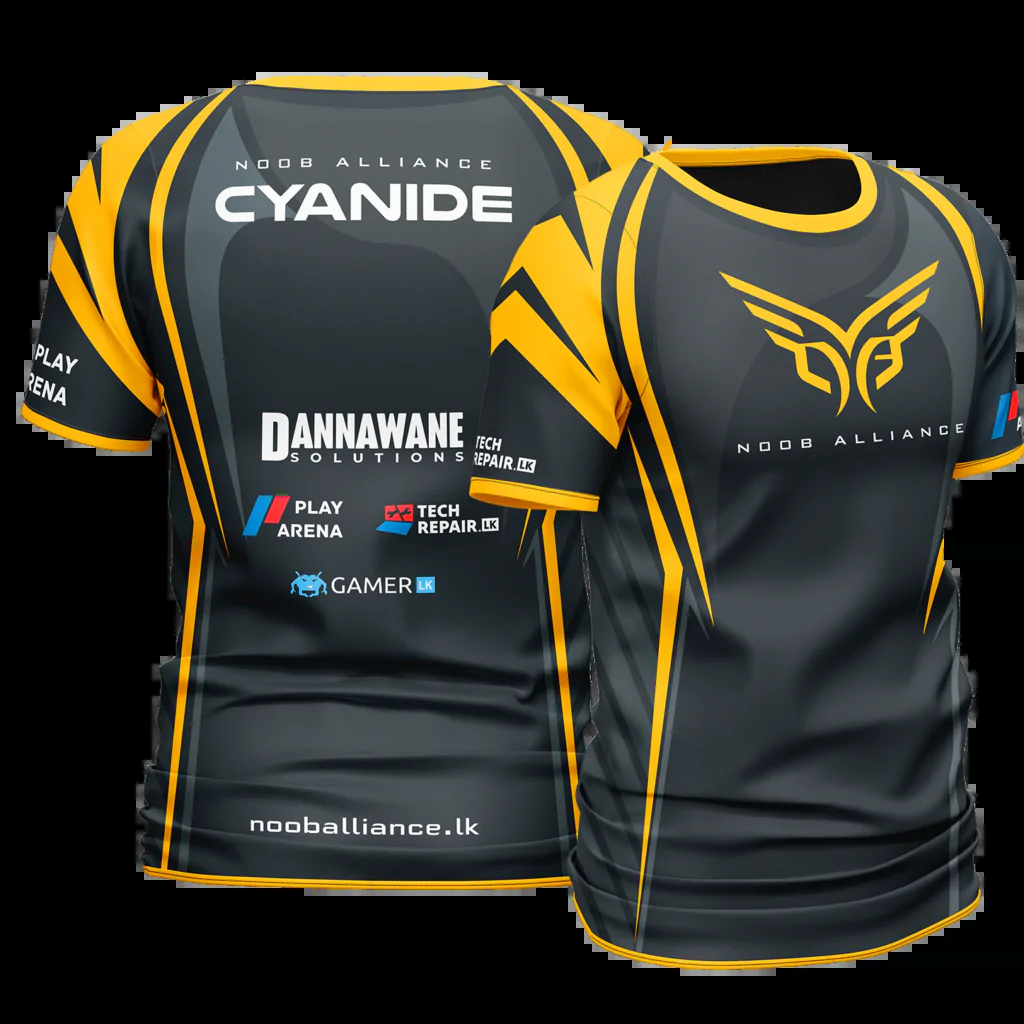 NOOB ALLIANCE
CYANIDE
PLAY
ARENA
DANNAWANE
SOLUTIONS
PLAY
ARENA
TECH
REPAIR.LK
GAMER LK
nooballiance.lk
TECH
REPAIR.LK
NOOB ALLIANCE